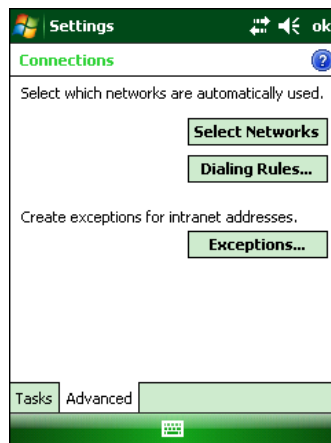 Settings
ok
Connections
?
Select which networks are automatically used.
Select Networks
Dialing Rules...
Create exceptions for intranet addresses.
Exceptions...
Tasks Advanced